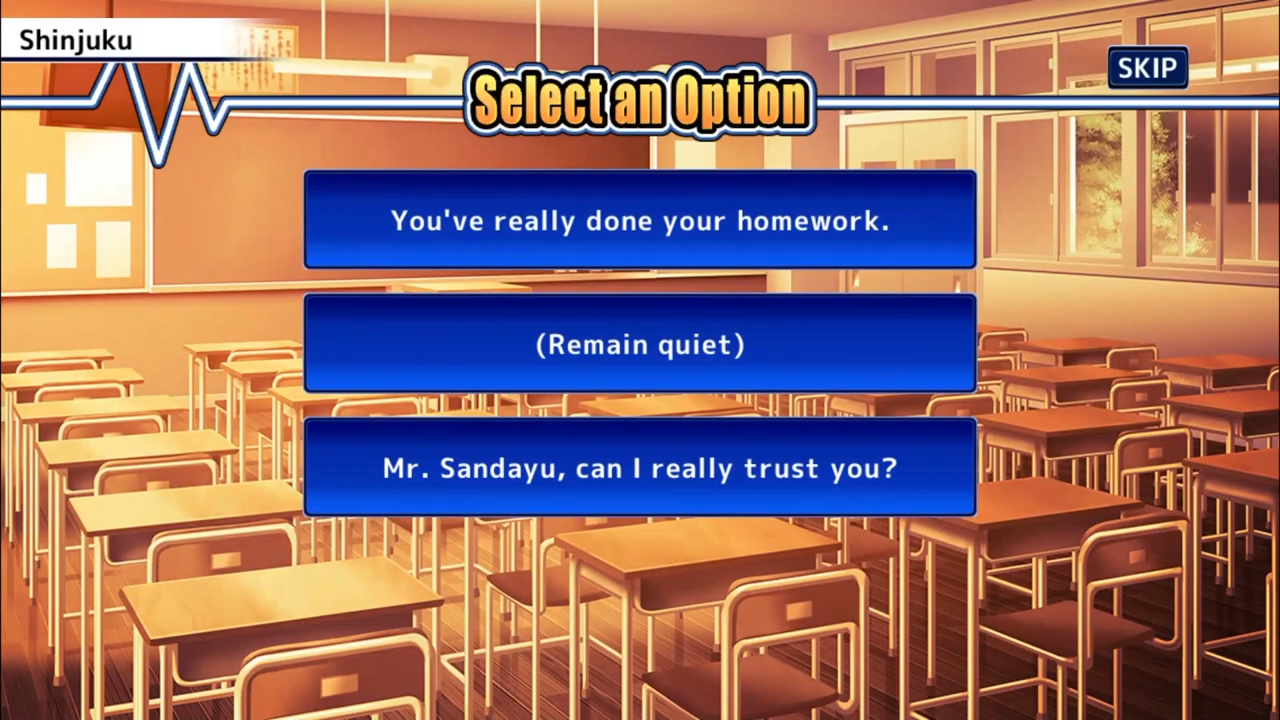 Shinjuku
SKIP
Select an Option
You've really done your homework.
(Remain quiet)
Mr. Sandayu, can I really trust you?